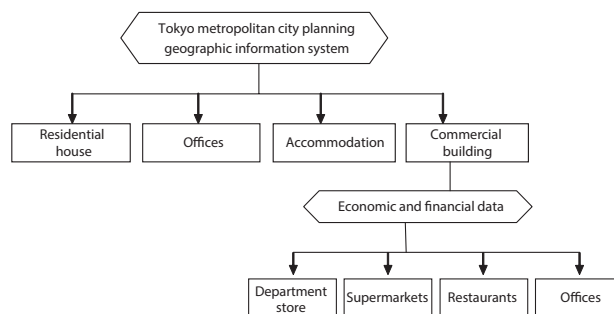 Tokyo metropolitan city planning
geographic information system
Residential
house
Offices
Accommodation
Commercial
building
Economic and financial data
Department
store
Supermarkets
Restaurants
Offices